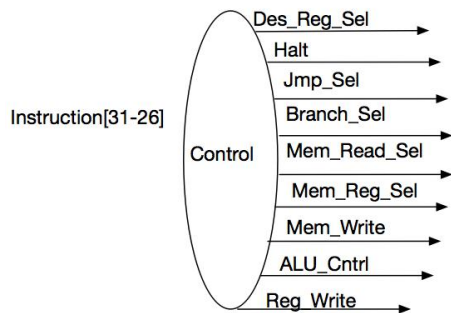 Des_Reg_Sel
Halt
Jmp_Sel
Instruction[31-26]
Branch_Sel
Control
Mem_Read_Sel
Mem_Reg_Sel
Mem_Write
ALU_Cntrl
Reg_Write